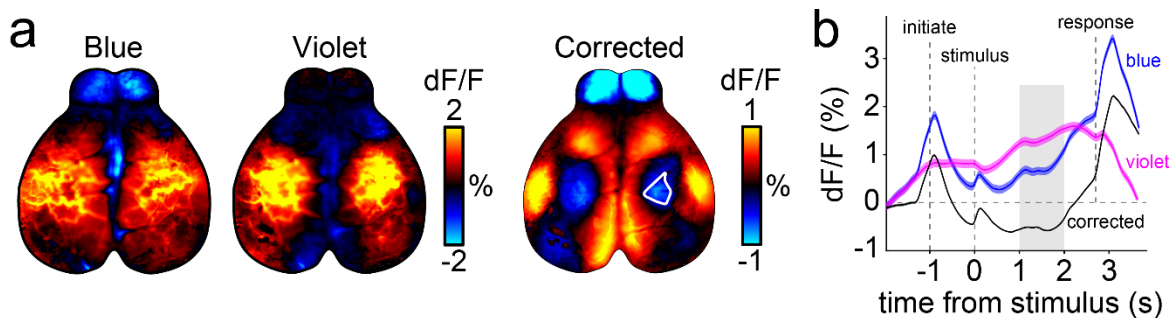 a
Blue
Violet
Corrected
dF/F
2
%
-2
dF/F
1
%
-1
b
initiate
stimulus
response
blue
violet
corrected
dF/F (%)
3
2
1
0
-1
-1 0 1 2 3
time from stimulus (s)